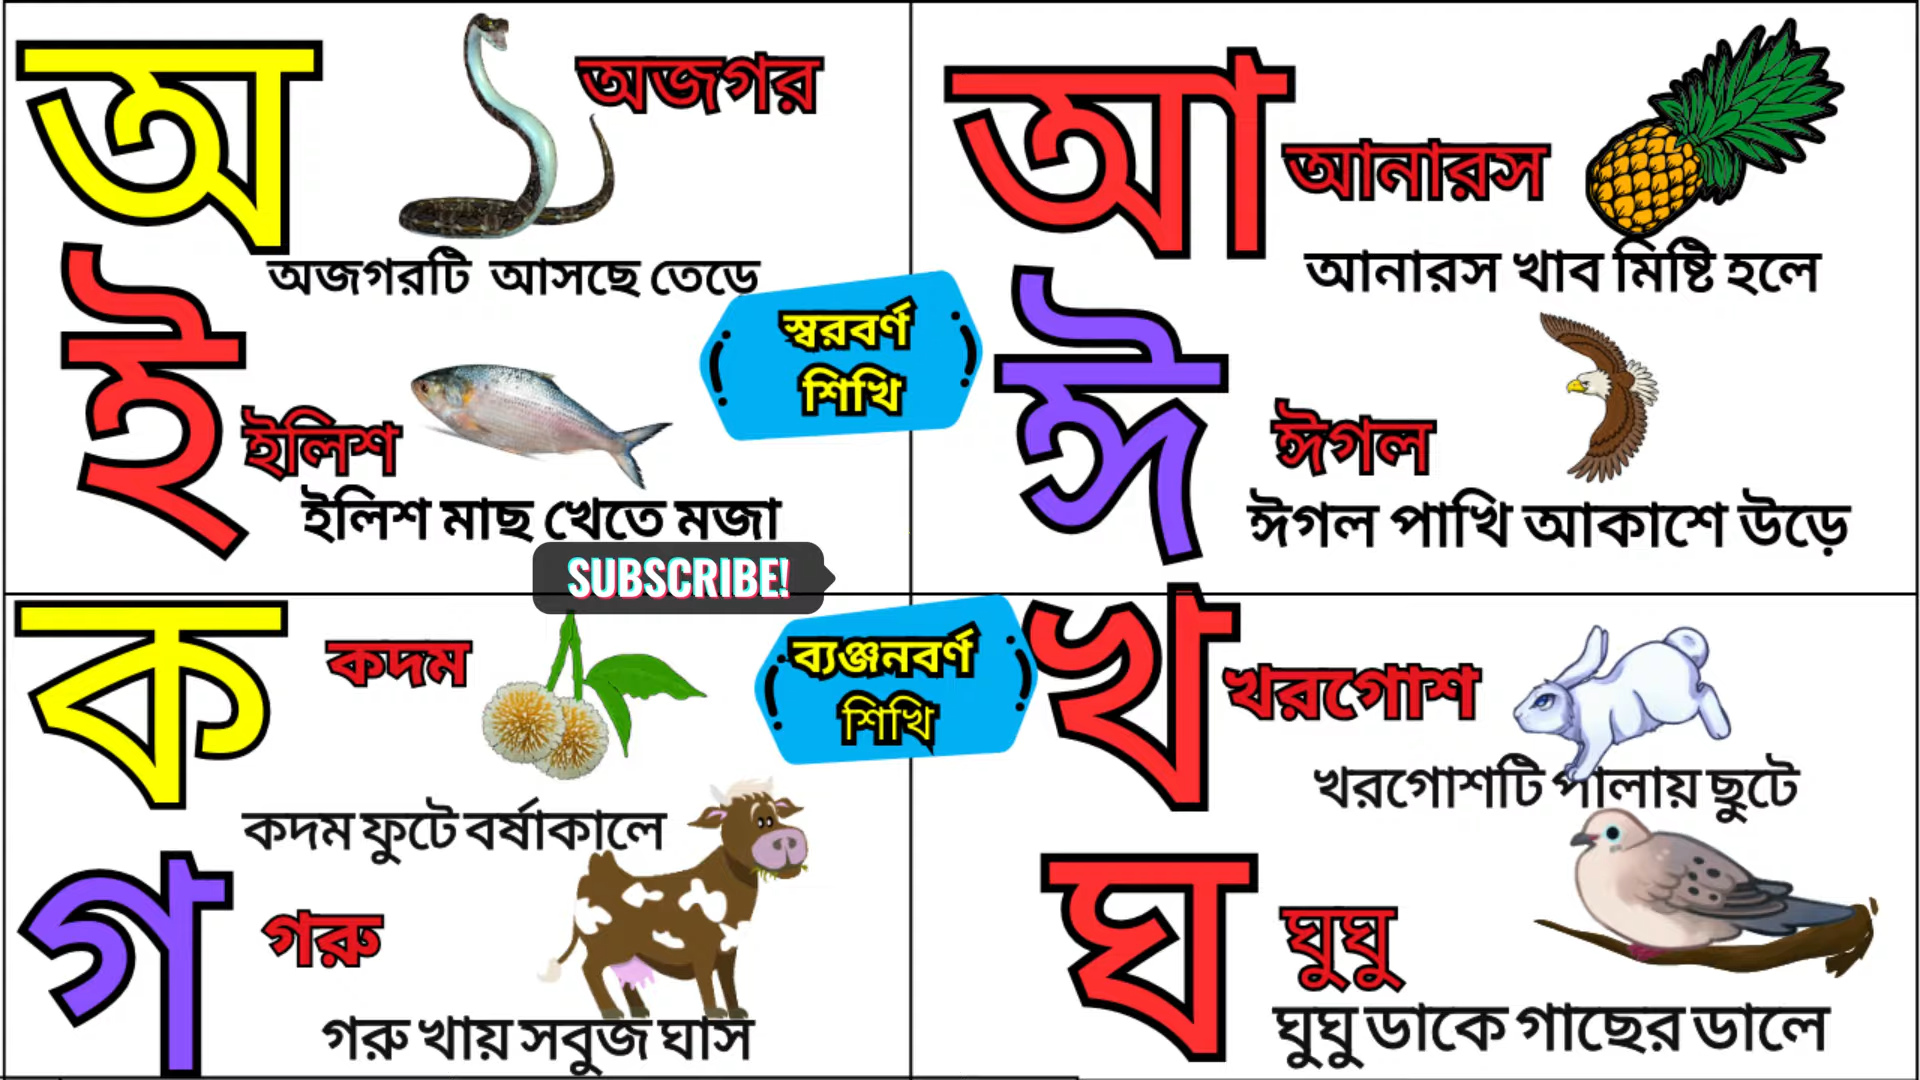 অ
অজগর
অজগরটি আসছে তেডে
আ
আনারস
আনারস খাব মিষ্টি হলে
ই
ইলিশ
ইলিশ মাছ খেতে মজা
স্বরবর্ণ
শিখি
ঈ
ঈগল
ঈগল পাখি আকাশে উড়ে
SUBSCRIBE!
ক
কদম
কদম ফুটে বর্ষাকালে
ব্যঞ্জনবর্ণ
শিখি
খ
খরগোশ
খরগোশটি পালায় ছুটে
গ
গরু
গরু খায় সবুজ ঘাস
ঘ
ঘুঘু
ঘুঘু ডাকে গাছের ডালে